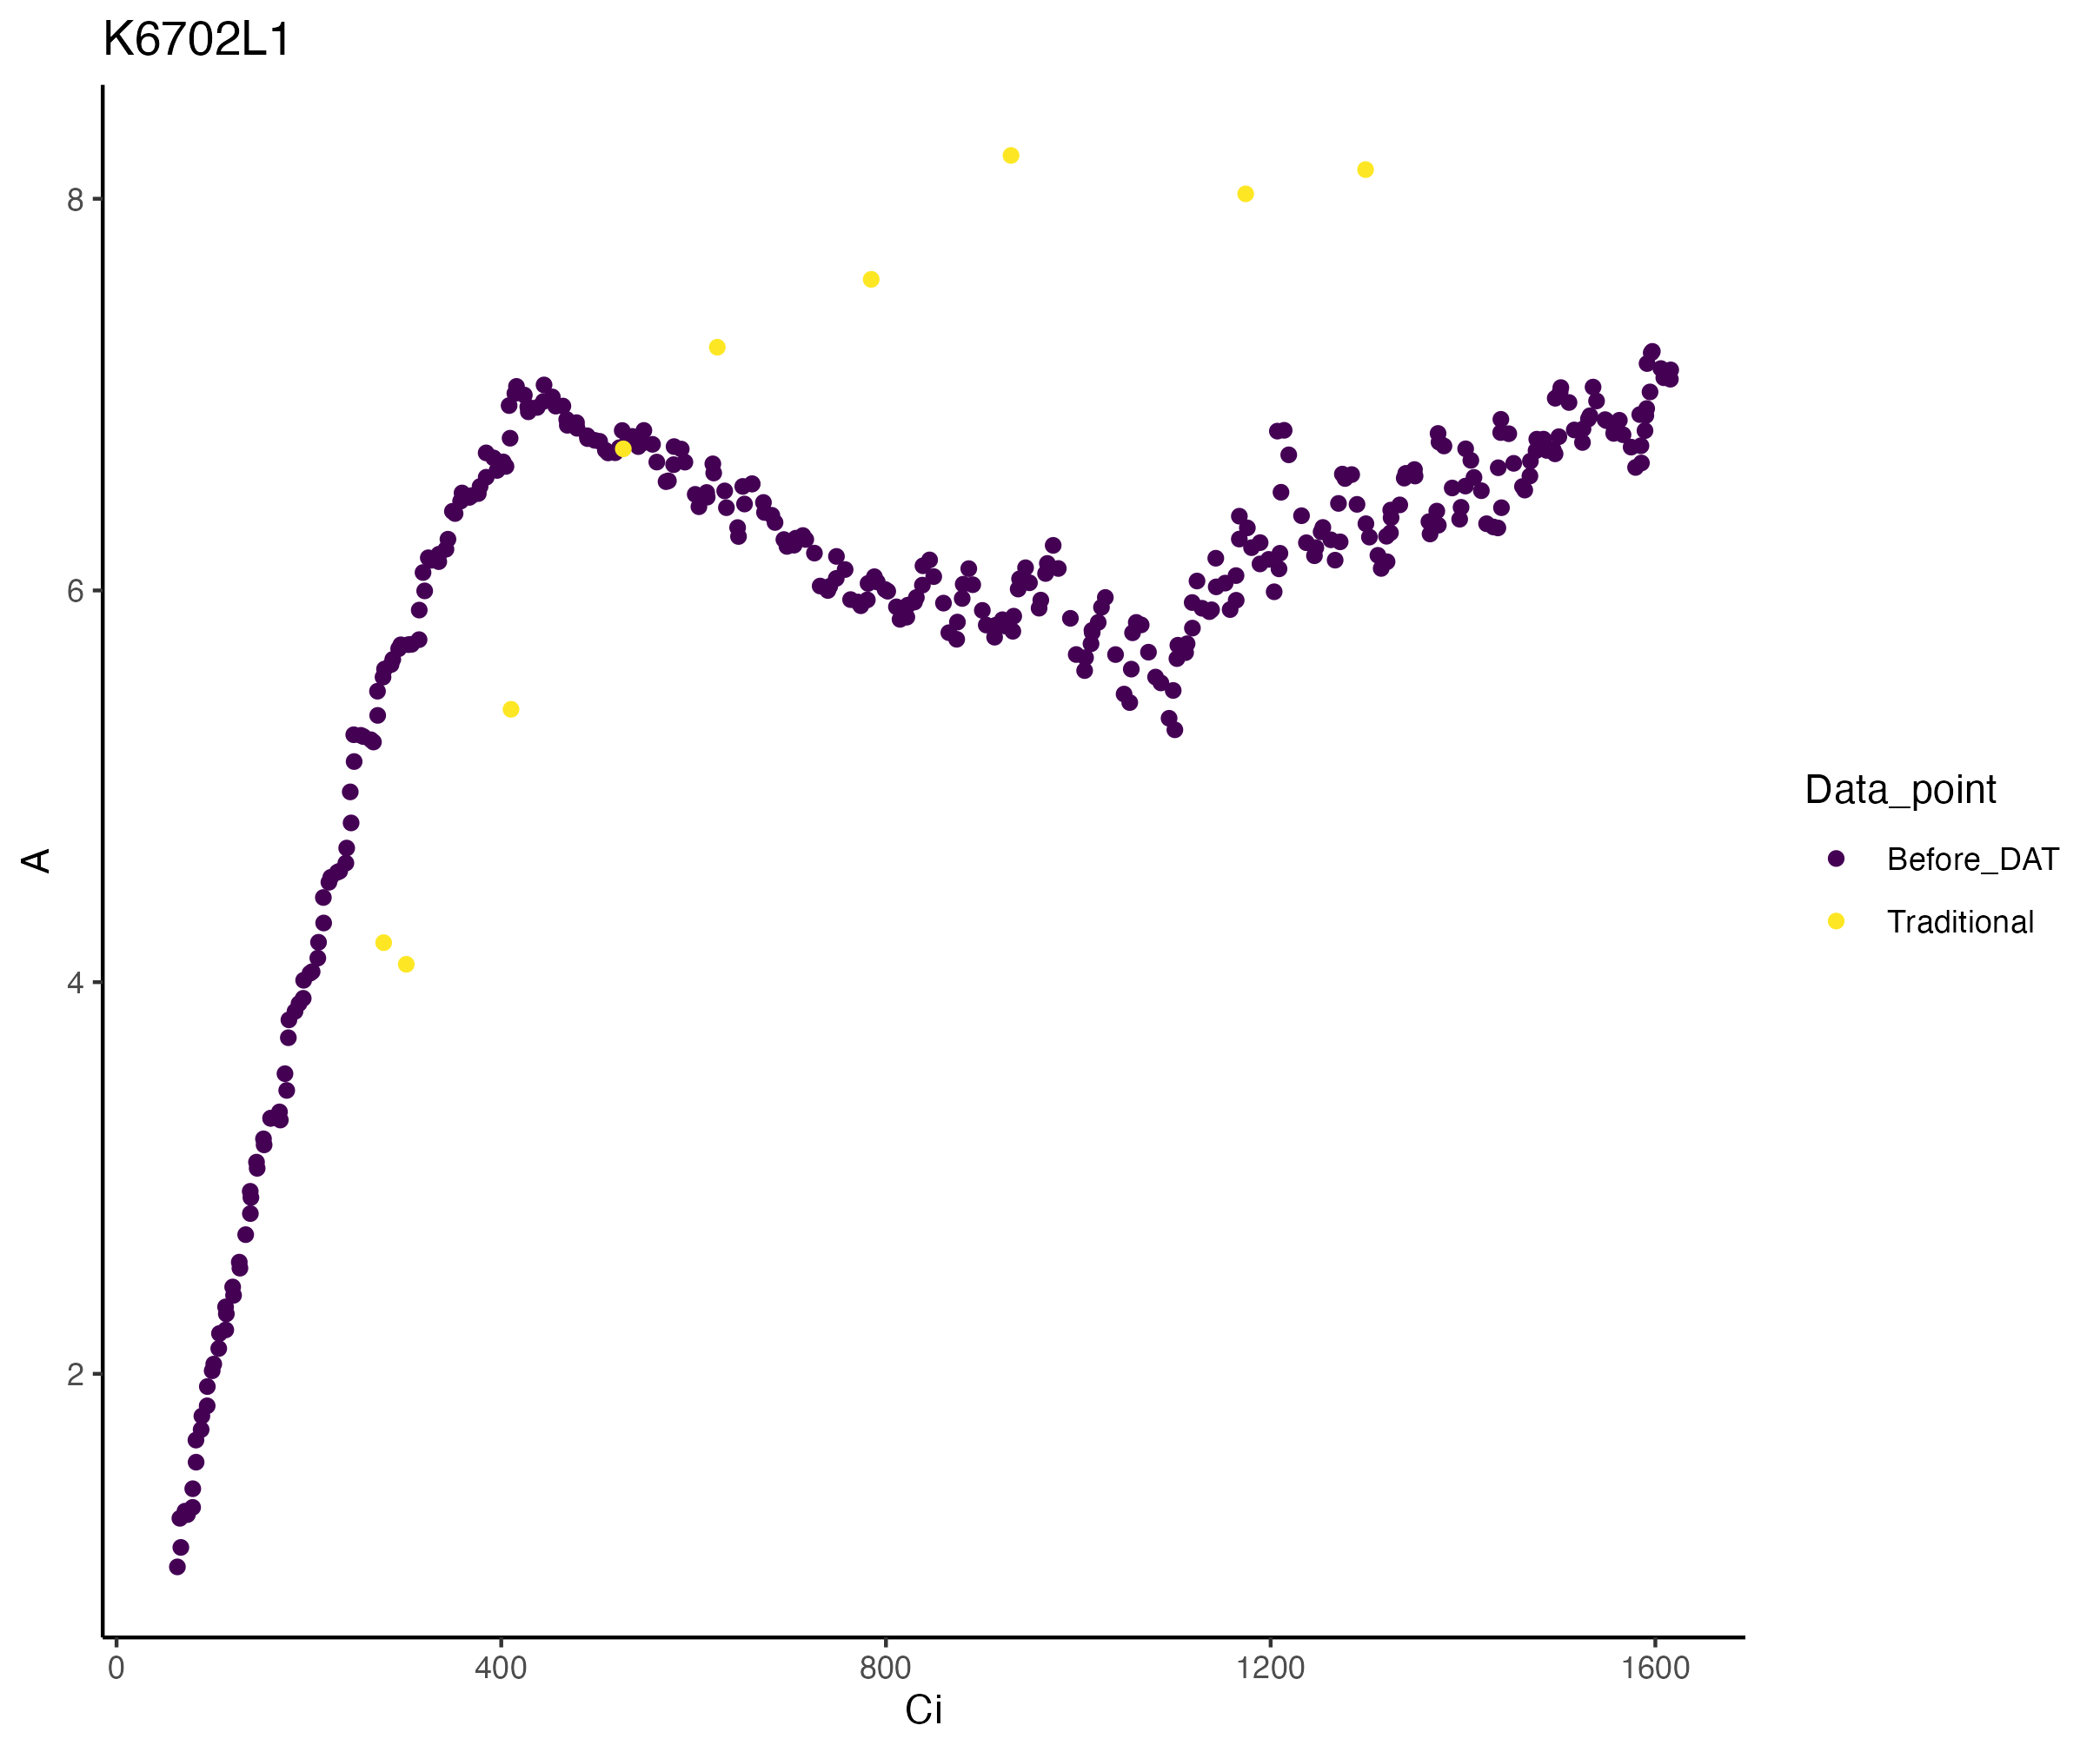 K6702L1
8
6
4
2
A
0 400 800 1200 1600
Ci
Data_point
Before_DAT
Traditional